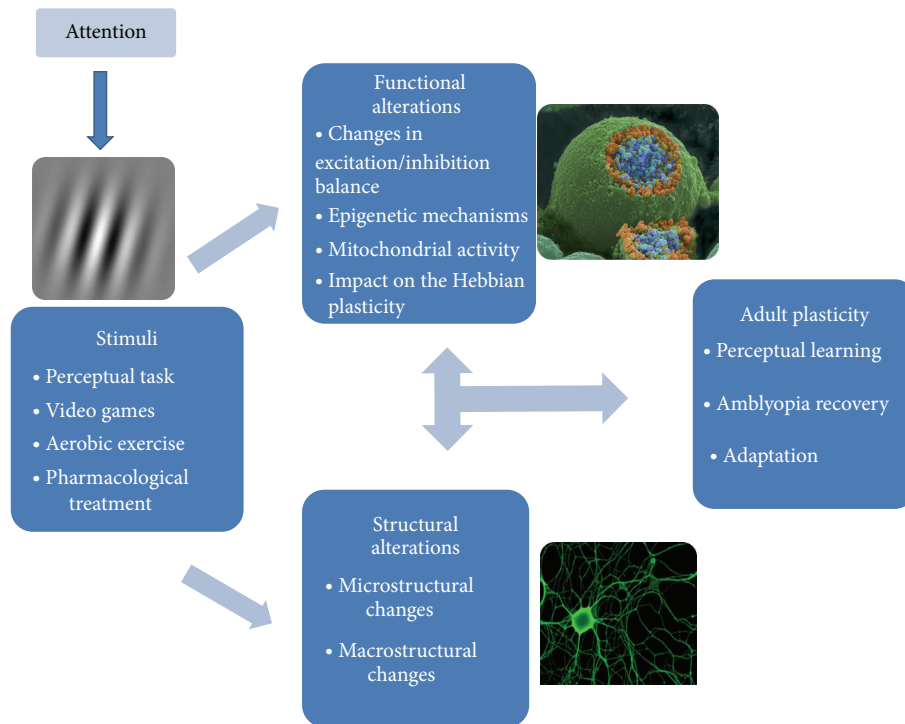 Attention
Stimuli
• Perceptual task
• Video games
• Aerobic exercise
• Pharmacological
treatment
Functional
alterations
• Changes in
excitation/inhibition
balance
• Epigenetic mechanisms
• Mitochondrial activity
• Impact on the Hebbian
plasticity
Structural
alterations
• Microstructural
changes
• Macrostructural
changes
Adult plasticity
• Perceptual learning
• Amblyopia recovery
• Adaptation